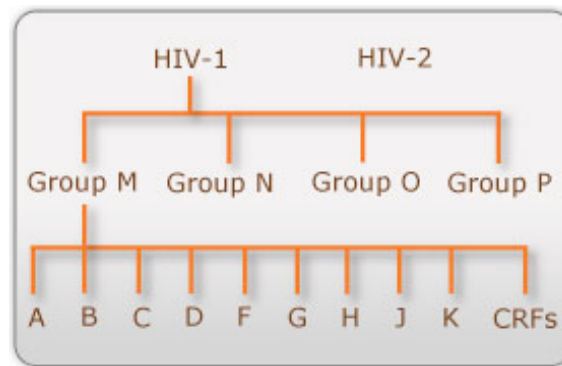 HIV-1 HIV-2
Group M Group N Group O Group P
A B C D F G H J K CRFs